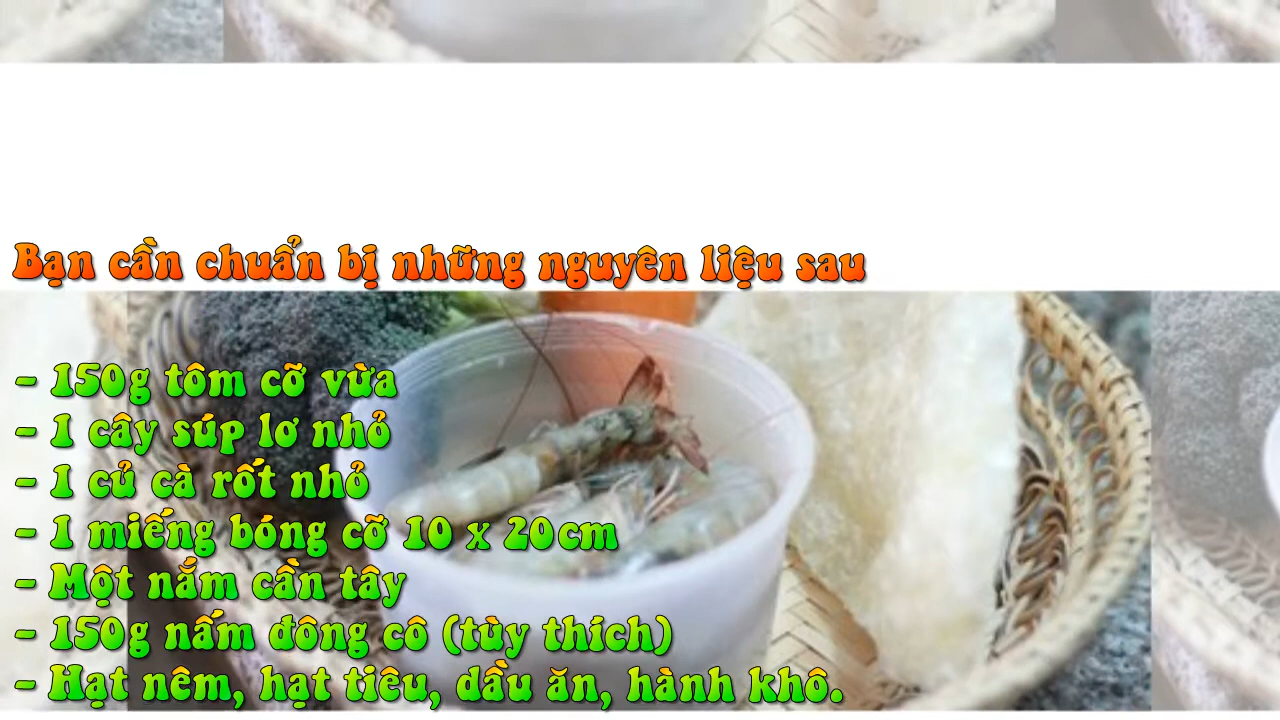 Bạn cần chuẩn bị những nguyên liệu sau
- 150g tôm cỡ vừa
- 1 cây súp lơ nhỏ
- 1 củ cà rốt nhỏ
- 1 miếng bóng cỡ 10 x 20cm
- Một nắm cần tây
- 150g nấm đông cô (tùy thích)
- Hạt nêm, hạt tiêu, dầu ăn, hành khô.